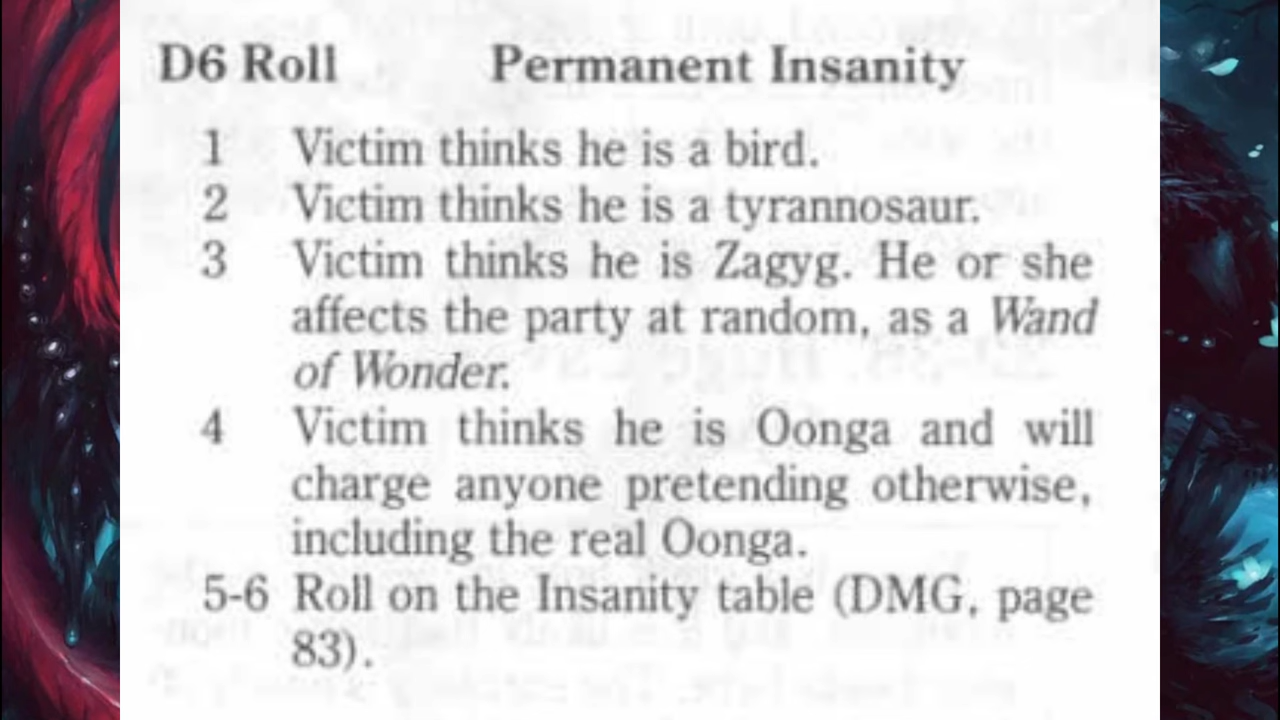 D6 Roll Permanent Insanity
1 Victim thinks he is a bird.
2 Victim thinks he is a tyrannosaur.
3 Victim thinks he is Zagyg. He or she
affects the party at random, as a Wand
of Wonder.
4 Victim thinks he is Oonga and will
charge anyone pretending otherwise,
including the real Oonga.
5-6 Roll on the Insanity table (DMG, page
83).